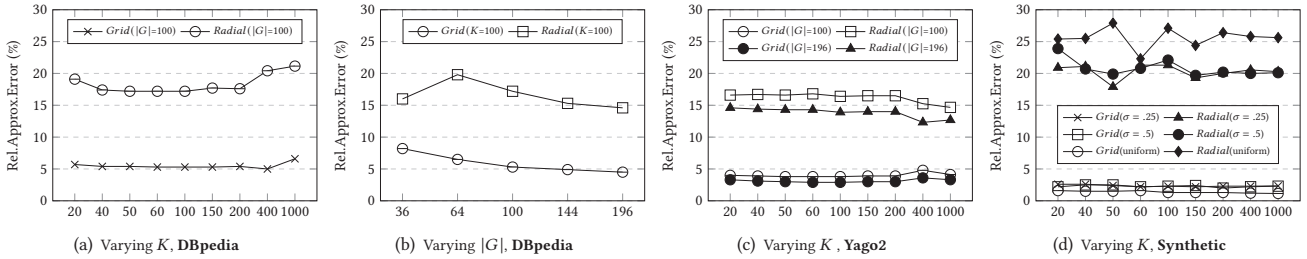 Rel.Approx.Error (%)
30
25
20
15
10
5
0
Grid(|G|=100) Radial(|G|=100)
20 40 50 60 100 150 200 400 1000
(a) Varying K, DBpedia
Rel.Approx.Error (%)
30
25
20
15
10
5
0
Grid(K=100) Radial(K=100)
36 64 100 144 196
(b) Varying |G|, DBpedia
Rel.Approx.Error (%)
30
25
20
15
10
5
0
Grid(|G|=100) Radial(|G|=100)
Grid(|G|=196) Radial(|G|=196)
20 40 50 60 100 150 200 400 1000
(c) Varying K , Yago2
Rel.Approx.Error (%)
30
25
20
15
10
5
0
Grid(σ = .25) Radial(σ = .25)
Grid(σ = .5) Radial(σ = .5)
Grid(uniform) Radial(uniform)
20 40 50 60 100 150 200 400 1000
(d) Varying K, Synthetic